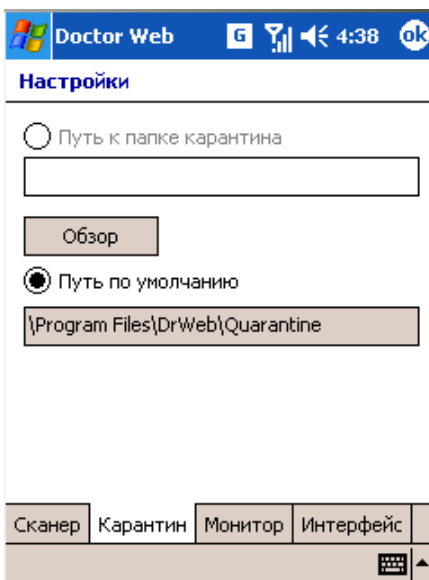 Doctor Web G 4:38 ok
Настройки
Путь к папке карантина
Обзор
Путь по умолчанию
\Program Files\DrWeb\Quarantine
Сканер Карантин Монитор Интерфейс